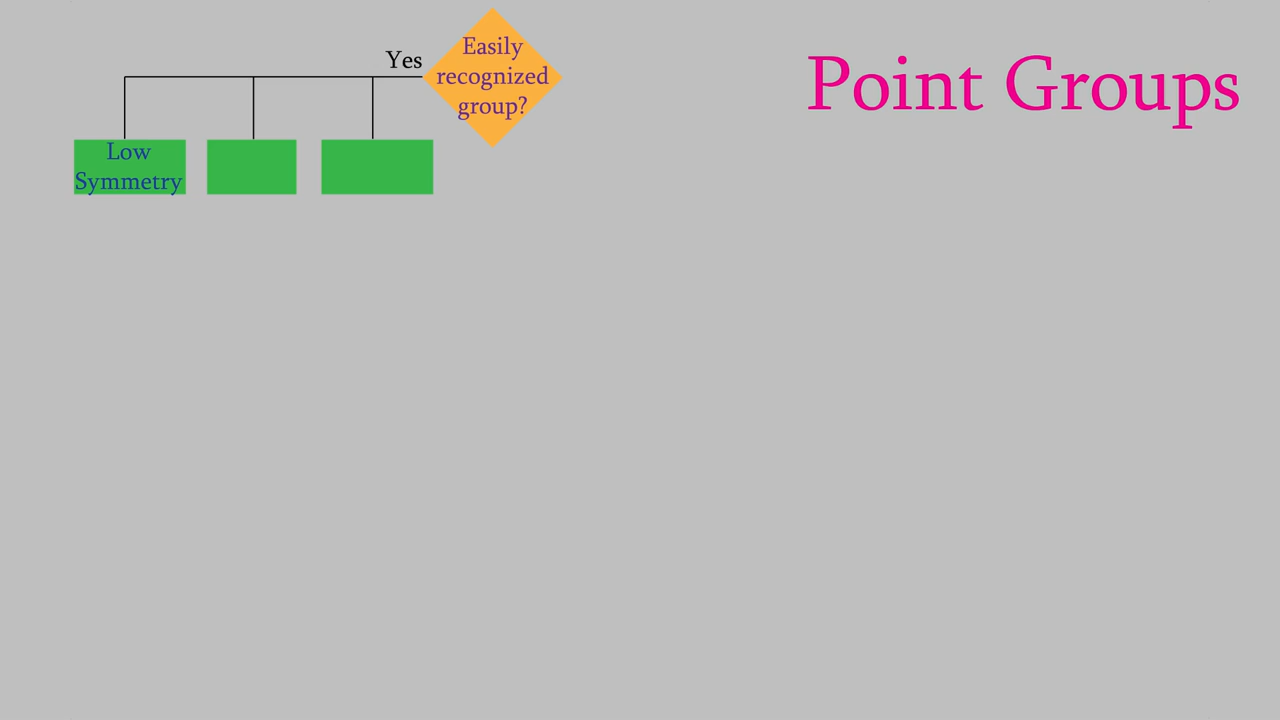 Yes
Easily
recognized
group?
Point Groups
Low
Symmetry